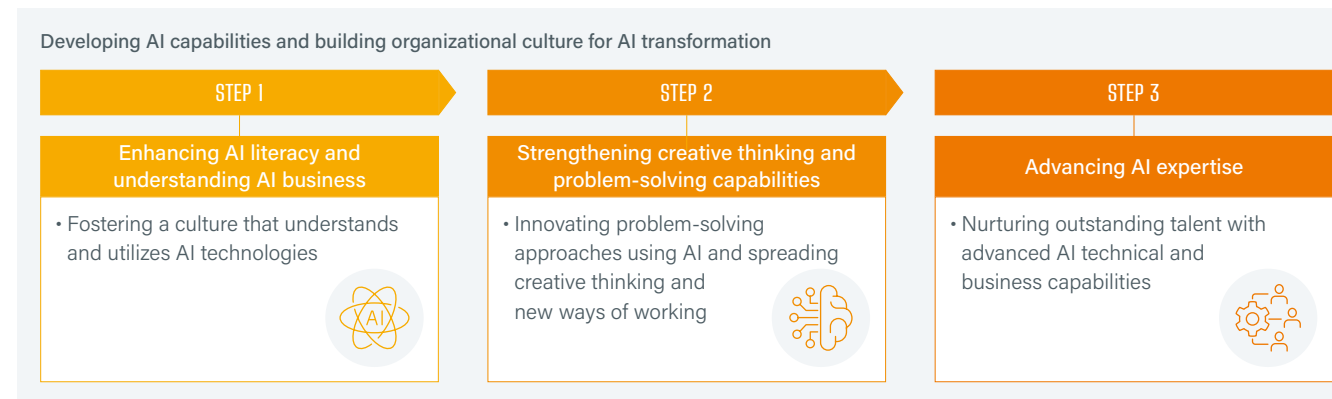 Developing AI capabilities and building organizational culture for AI transformation
STEP 1
Enhancing AI literacy and
understanding AI business
• Fostering a culture that understands
and utilizes AI technologies
AI
STEP 2
Strengthening creative thinking and
problem-solving capabilities
• Innovating problem-solving
approaches using AI and spreading
creative thinking and
new ways of working
STEP 3
Advancing AI expertise
• Nurturing outstanding talent with
advanced AI technical and
business capabilities